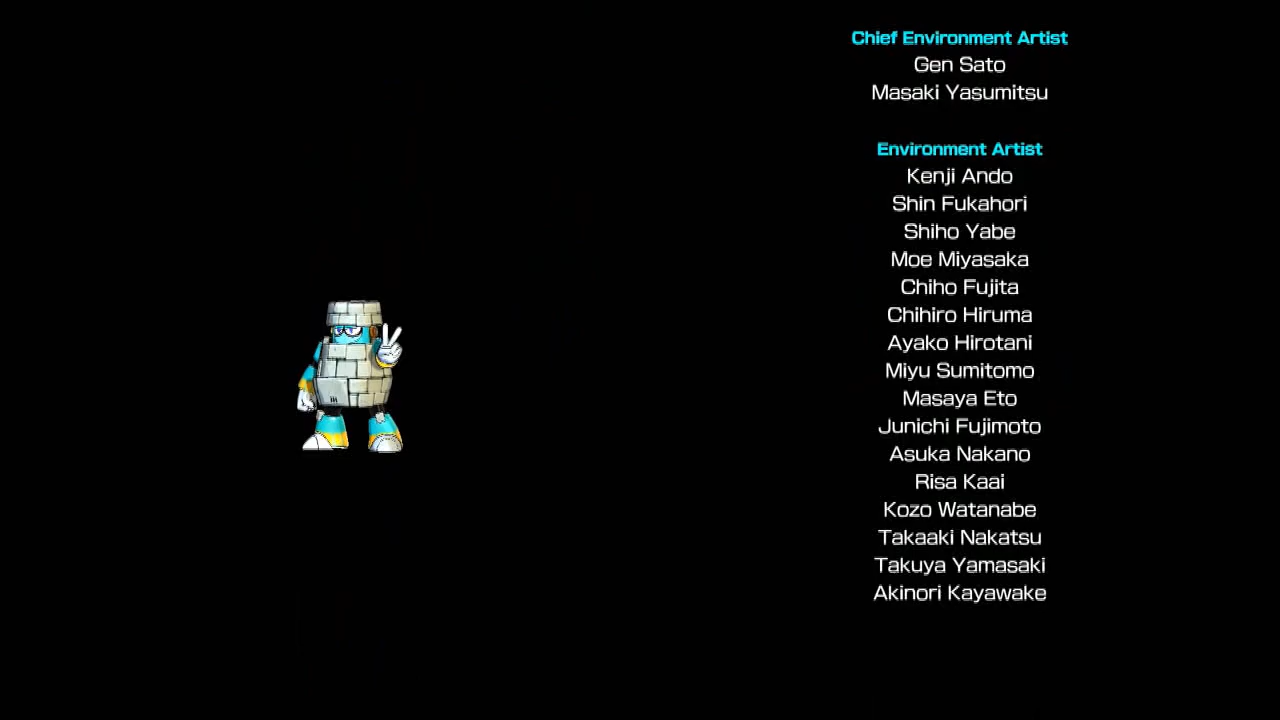 Chief Environment Artist
Gen Sato
Masaki Yasumitsu
Environment Artist
Kenji Ando
Shin Fukahori
Shiho Yabe
Moe Miyasaka
Chiho Fujita
Chihiro Hiruma
Ayako Hirotani
Miyu Sumitomo
Masaya Eto
Junichi Fujimoto
Asuka Nakano
Risa Kaai
Kozo Watanabe
Takaaki Nakatsu
Takuya Yamasaki
Akinori Kayawake